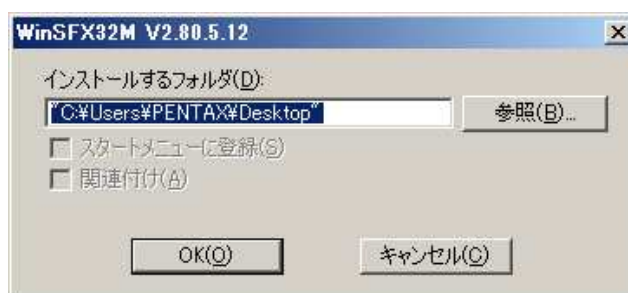 WinSFX32M V2.80.5.12
インストールするフォルダ(D):
"C:¥Users¥PENTAX¥Desktop"
参照(B)...
スタートメニューに登録(S)
関連付け(A)
OK(O)
キャンセル(C)